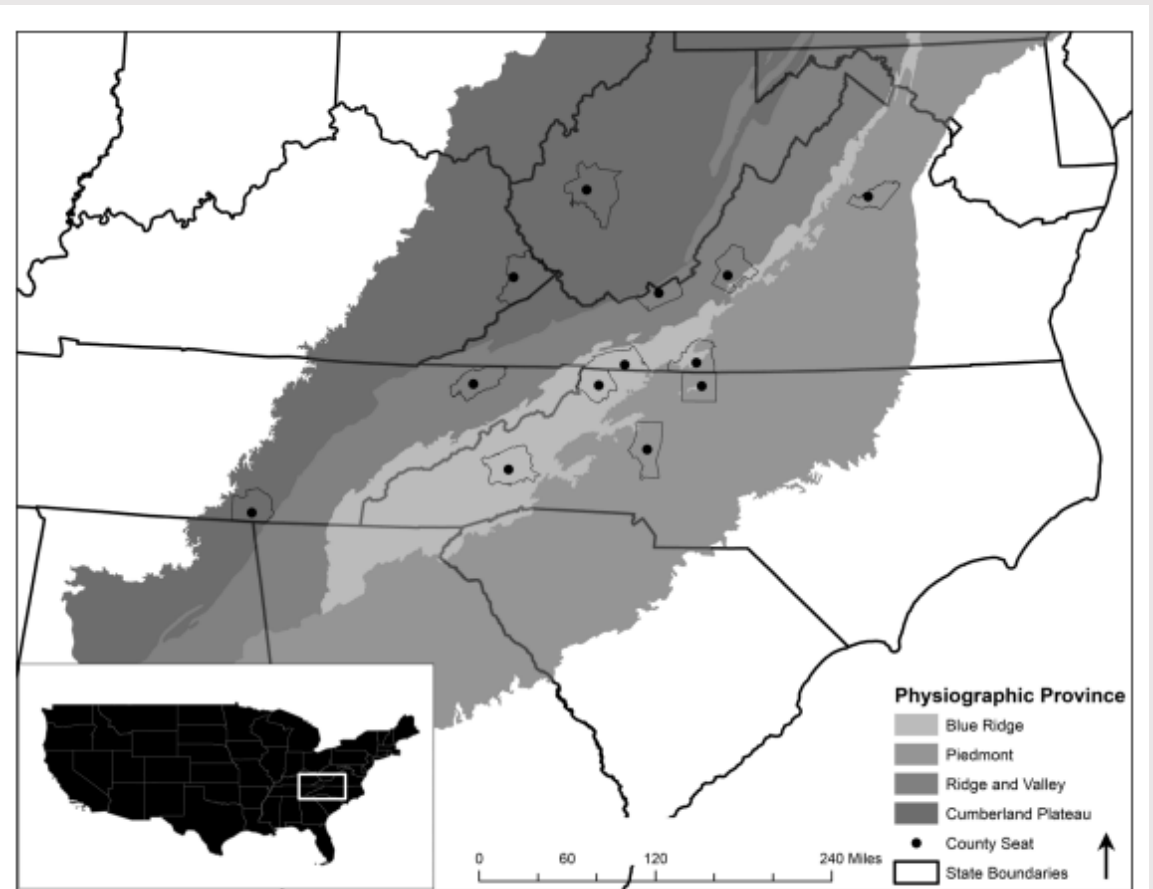 Physiographic Province
Blue Ridge
Piedmont
Ridge and Valley
Cumberland Plateau
County Seat
State Boundaries
0 60 120 240 Miles